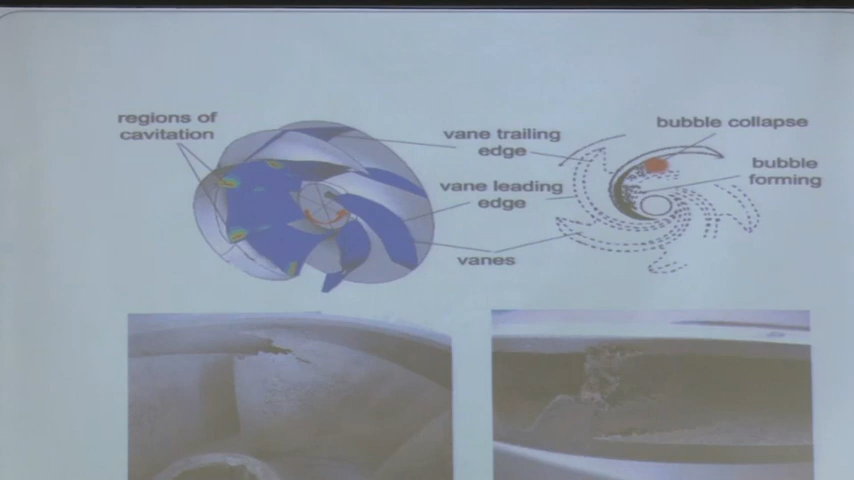 regions of
cavitation
vane trailing
edge
vane leading
edge
vanes
bubble collapse
bubble
forming